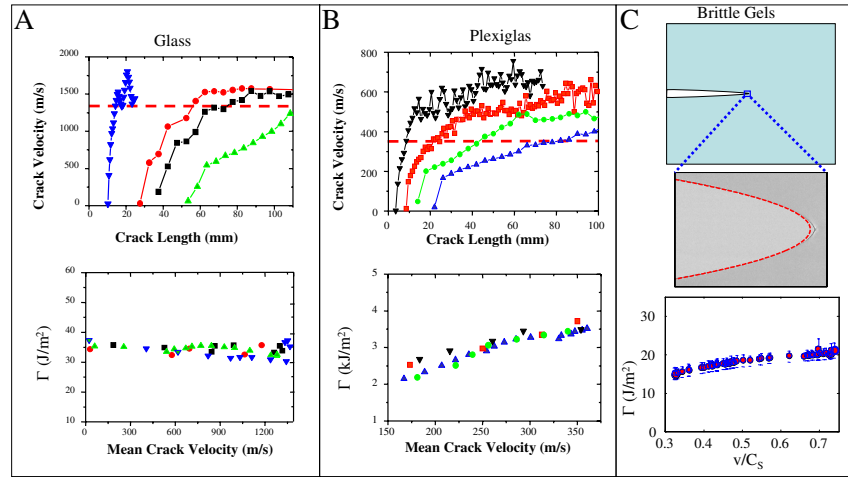 A
Glass
Crack Velocity (m/s)
2000
1500
1000
500
0
0 20 40 60 80 100
Crack Length (mm)
Γ (J/m²)
60
50
40
30
20
10
0 300 600 900 1200
Mean Crack Velocity (m/s)
B
Plexiglas
Crack Velocity (m/s)
800
600
400
200
0
0 20 40 60 80 100
Crack Length (mm)
Γ (kJ/m²)
5
4
3
2
1
150 200 250 300 350
Mean Crack Velocity (m/s)
C
Brittle Gels
Γ (J/m²)
30
20
10
0
0.3 0.4 0.5 0.6 0.7
v/C_S